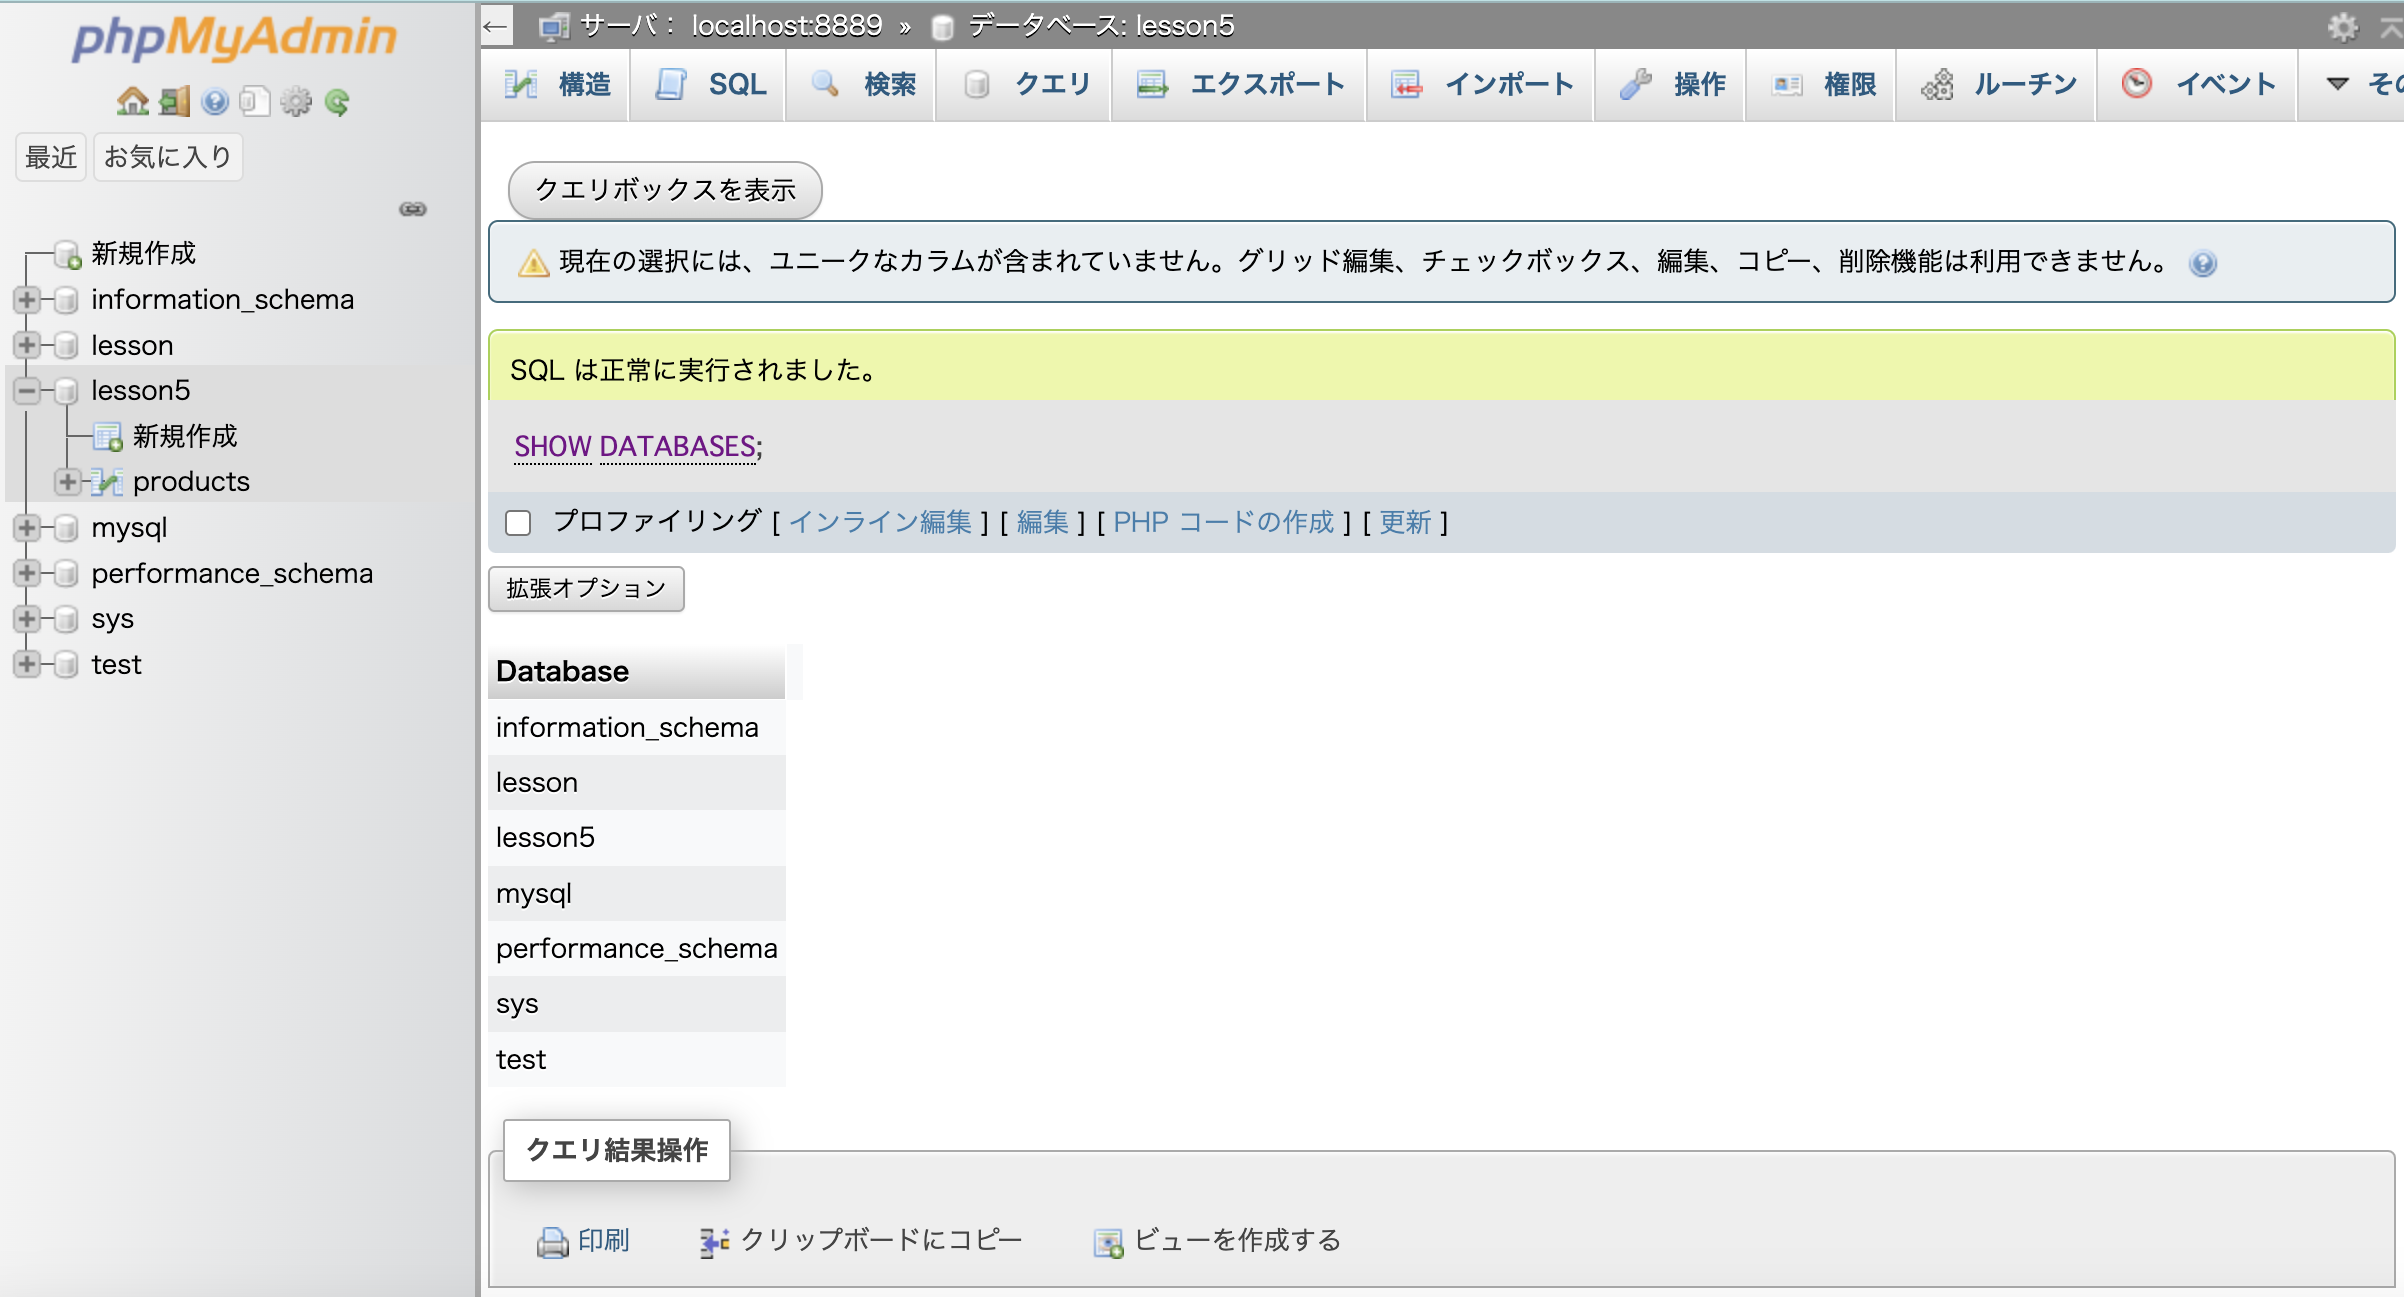 phpMyAdmin
最近 お気に入り
新規作成
information_schema
lesson
lesson5
新規作成
products
mysql
performance_schema
sys
test
← サーバ: localhost:8889 » データベース: lesson5
構造 SQL 検索 クエリ エクスポート インポート 操作 権限 ルーチン イベント その
クエリボックスを表示
現在の選択には、ユニークなカラムが含まれていません。グリッド編集、チェックボックス、編集、コピー、削除機能は利用できません。
SQL は正常に実行されました。
SHOW DATABASES;
プロファイリング [ インライン編集 ] [ 編集 ] [ PHP コードの作成 ] [ 更新 ]
拡張オプション
Database
information_schema
lesson
lesson5
mysql
performance_schema
sys
test
クエリ結果操作
印刷 クリップボードにコピー ビューを作成する